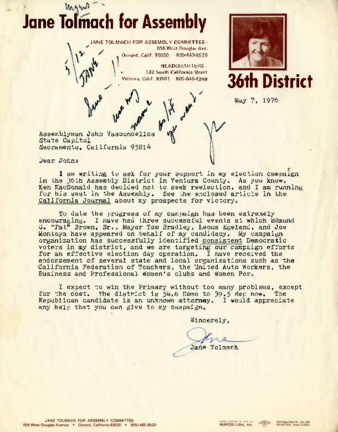 Jane Tolmach for Assembly
JANE TOLMACH FOR ASSEMBLY COMMITTEE:
656 West Douglas Ave.
Oxnard, Calif. 93030 805/483-8520
HEADQUARTERS:
132 South California Street
Ventura, Calif. 93001
36th District
5/12
JANE -
May 7, 1976
Assemblyman John Vasconcellos
State Capitol
Sacramento, California 95814
Dear John:
I am writing to ask for your support in my election campaign
in the 36th Assembly District in Ventura County. As you know,
Ken MacDonald has decided not to seek reelection, and I am running
for his seat in the Assembly. See the enclosed article in the
California Journal about my prospects for victory.
To date the progress of my campaign has been extremely
encouraging. I have had three successful events at which Edmund
G. "Pat" Brown, Sr., Mayor Tom Bradley, Leona Egeland, and Joe
Montoya have appeared on behalf of my candidacy. My campaign
organization has successfully identified consistent Democratic
voters in my district, and we are targeting our campaign efforts
for an effective election day operation. I have received the
endorsement of several state and local organizations such as the
California Federation of Teachers, the United Auto Workers, the
Business and Professional Women's clubs and Women For.
I expect to win the Primary without too many problems, except
for the cost. The district is 54.6 Demo to 39.5 Rep now. The
Republican candidate is an unknown attorney. I would appreciate
any help that you can give to my campaign.
Sincerely,
Jane
Jane Tolmach
JANE TOLMACH FOR ASSEMBLY COMMITTEE:
656 West Douglas Avenue • Oxnard, California 93030 • 805/483-8520